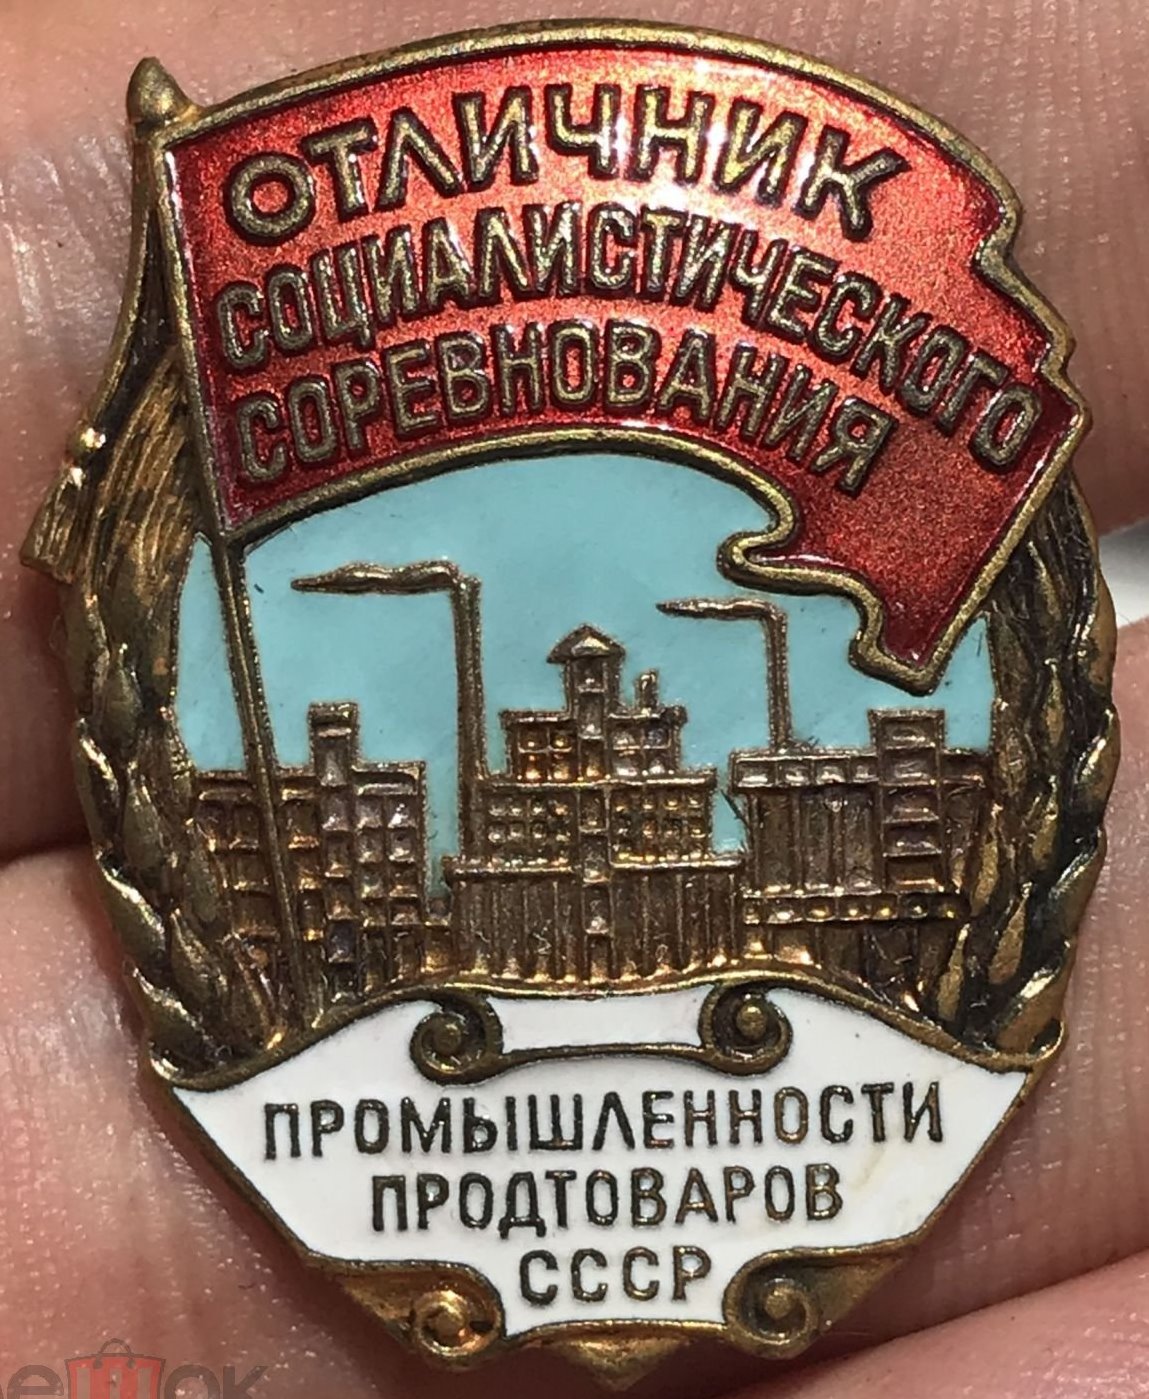 ОТЛИЧНИК
СОЦИАЛИСТИЧЕСКОГО
СОРЕВНОВАНИЯ
ПРОМЫШЛЕННОСТИ
ПРОДТОВАРОВ
СССР